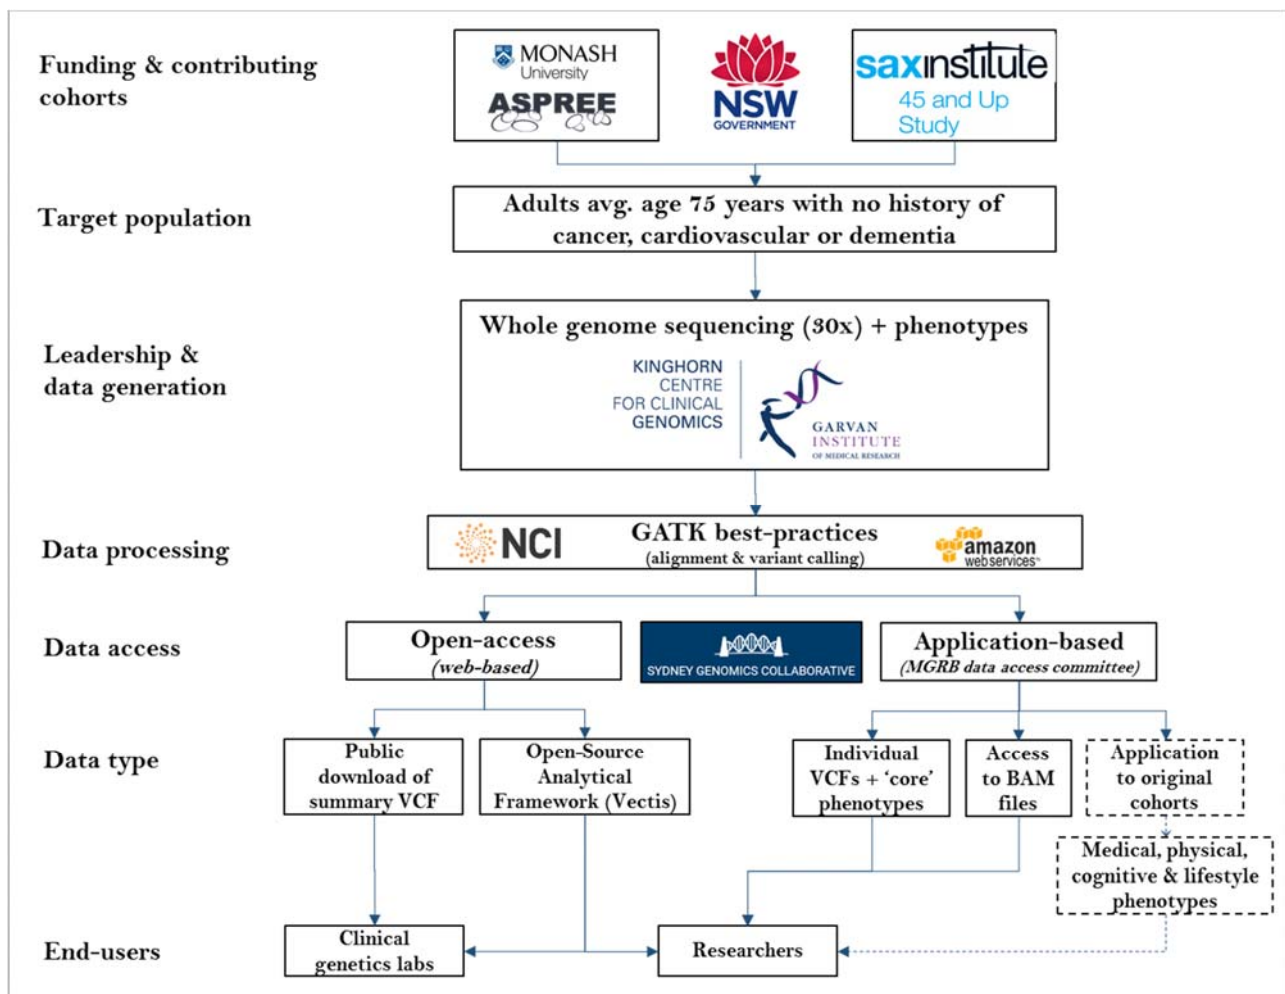 Funding & contributing
cohorts
MONASH
University
ASPREE
NSW
GOVERNMENT
saxinstitute
45 and Up
Study
Target population
Adults avg. age 75 years with no history of
cancer, cardiovascular or dementia
Leadership &
data generation
Whole genome sequencing (30x) + phenotypes
KINGHORN
CENTRE
FOR CLINICAL
GENOMICS
GARVAN
INSTITUTE
OF MEDICAL RESEARCH
Data processing
NCI
GATK best-practices
(alignment & variant calling)
amazon
webservices™
Data access
Open-access
(web-based)
SYDNEY GENOMICS COLLABORATIVE
Application-based
(MGRB data access committee)
Data type
Public
download of
summary VCF
Open-Source
Analytical
Framework (Vectis)
Individual
VCFs + ‘core’
phenotypes
Access
to BAM
files
Application
to original
cohorts
Medical, physical,
cognitive & lifestyle
phenotypes
End-users
Clinical
genetics labs
Researchers